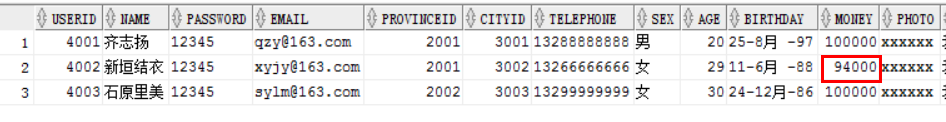 USERID NAME PASSWORD EMAIL PROVINCEID CITYID TELEPHONE SEX AGE BIRTHDAY MONEY PHOTO
1 4001 齐志扬 12345 qzy@163.com 2001 3001 13288888888 男 20 25-8月 -97 100000 xxxxxx
2 4002 新垣结衣 12345 xyjy@163.com 2001 3002 13266666666 女 29 11-6月 -88 94000 xxxxxx
3 4003 石原里美 12345 sylm@163.com 2002 3003 13299999999 女 30 24-12月-86 100000 xxxxxx